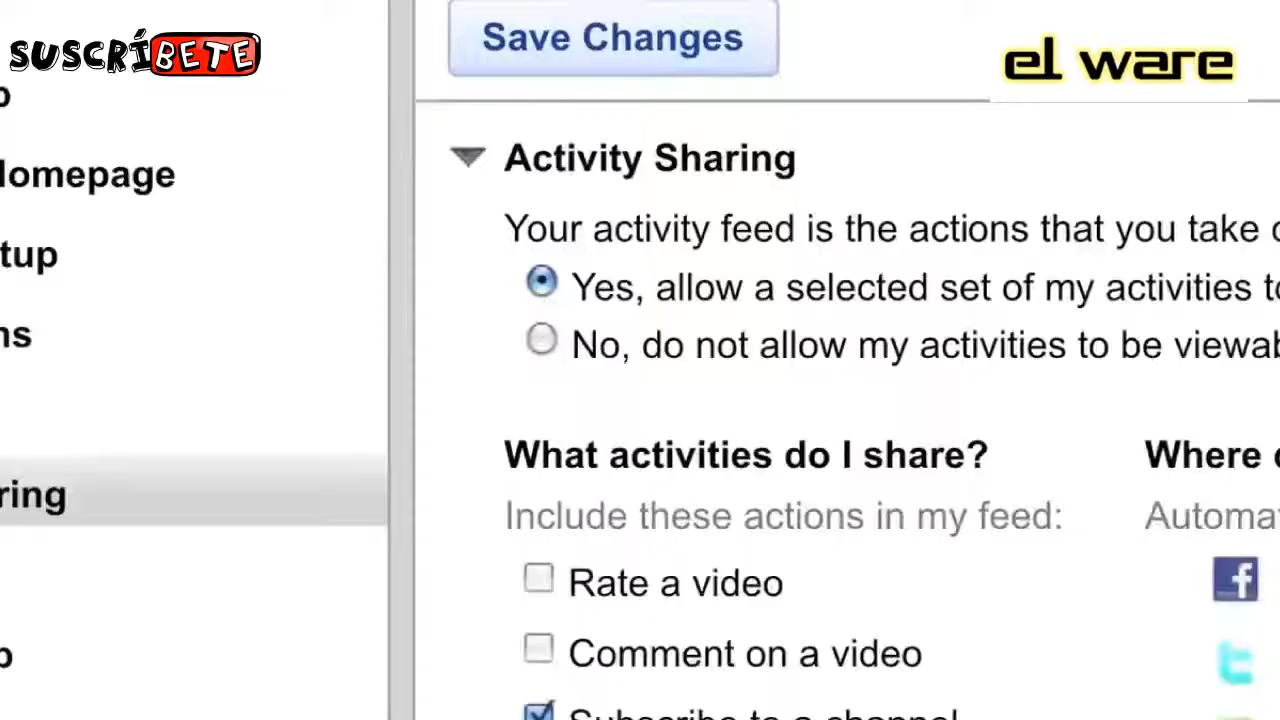 Save Changes
SUSCRÍBETE
el ware
Homepage
Activity Sharing
Your activity feed is the actions that you take
tup
Yes, allow a selected set of my activities
ns
No, do not allow my activities to be
What activities do I share?
Where
ring
Include these actions in my feed:
Rate a video
Comment on a video
Subscribe to a channel